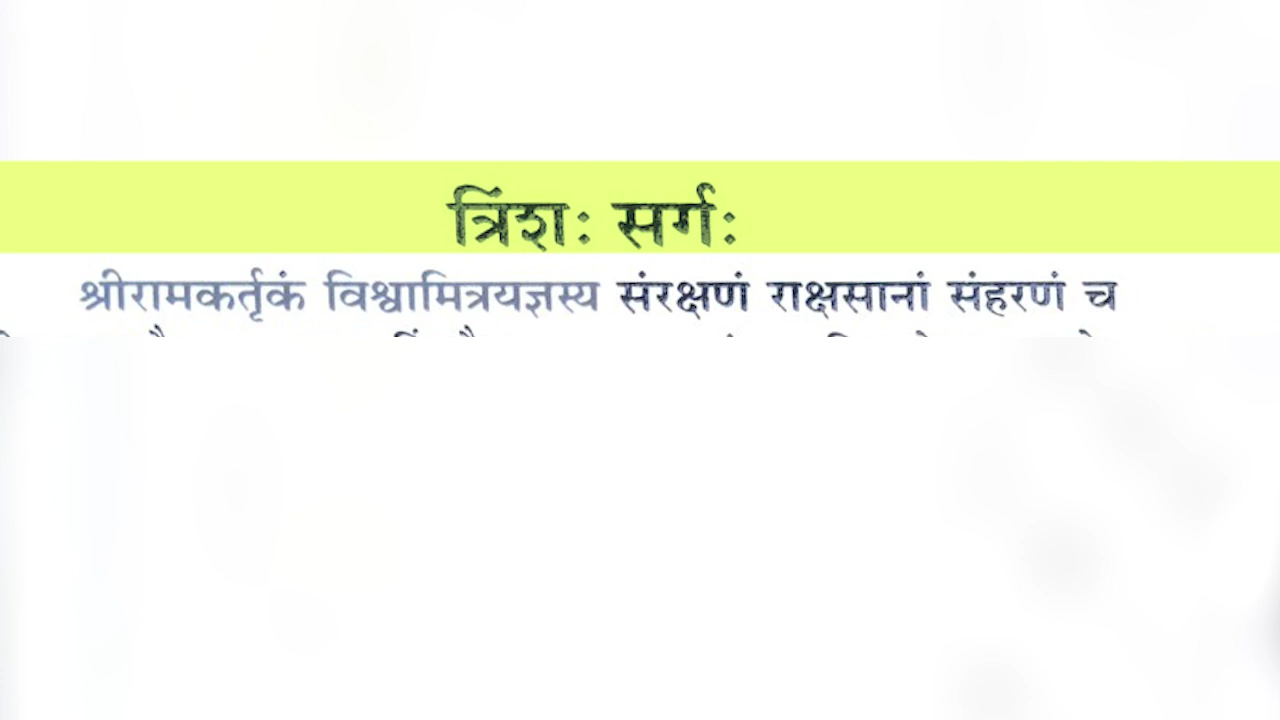 त्रिंशः सर्गः
श्रीरामकर्तृकं विश्वामित्रयज्ञस्य संरक्षणं राक्षसानां संहरणं च